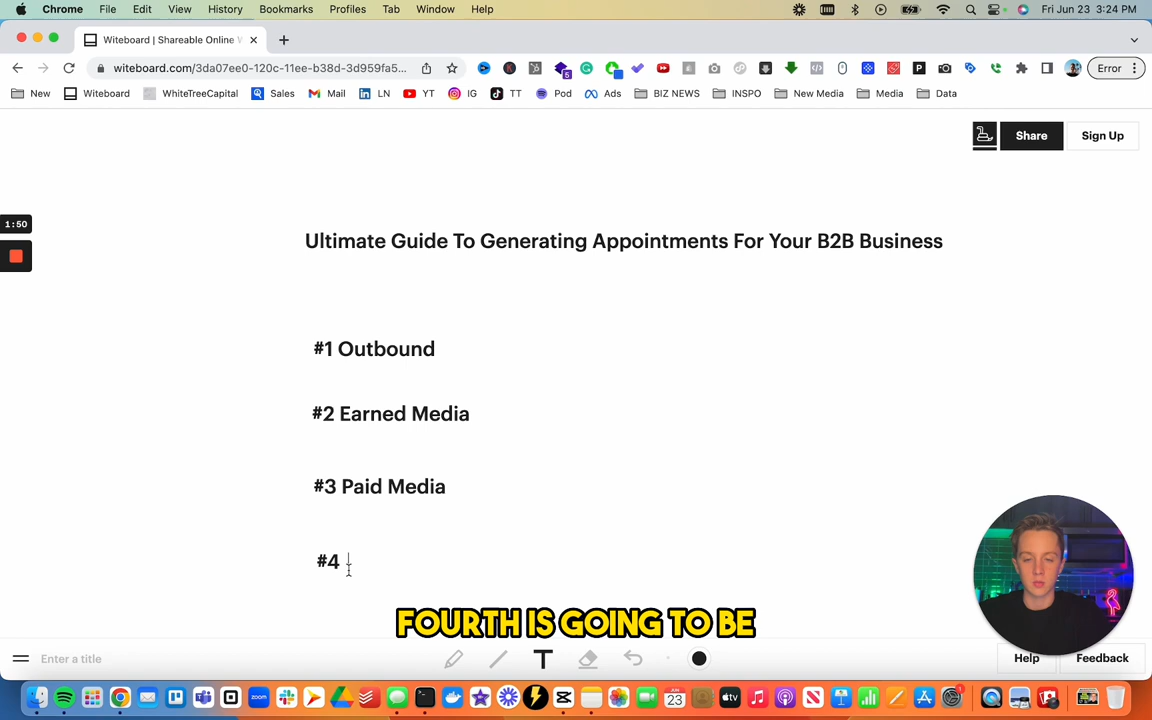 Chrome File Edit View History Bookmarks Profiles Tab Window Help Fri Jun 23 3:24 PM
Witeboard | Shareable Online
witeboard.com/3da07ee0-120c-11ee-b38d-3d959fa5... Error
New Witeboard WhiteTreeCapital Sales Mail LN YT IG TT Pod Ads BIZ NEWS INSPO New Media Media Data
Share Sign Up
1:50
Ultimate Guide To Generating Appointments For Your B2B Business
#1 Outbound
#2 Earned Media
#3 Paid Media
#4
FOURTH IS GOING TO BE
Enter a title Help Feedback